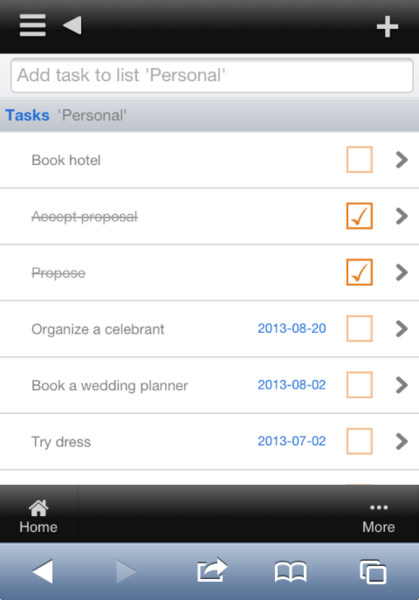 Add task to list 'Personal'
Tasks 'Personal'
Book hotel
Accept proposal
Propose
Organize a celebrant 2013-08-20
Book a wedding planner 2013-08-02
Try dress 2013-07-02
Home More